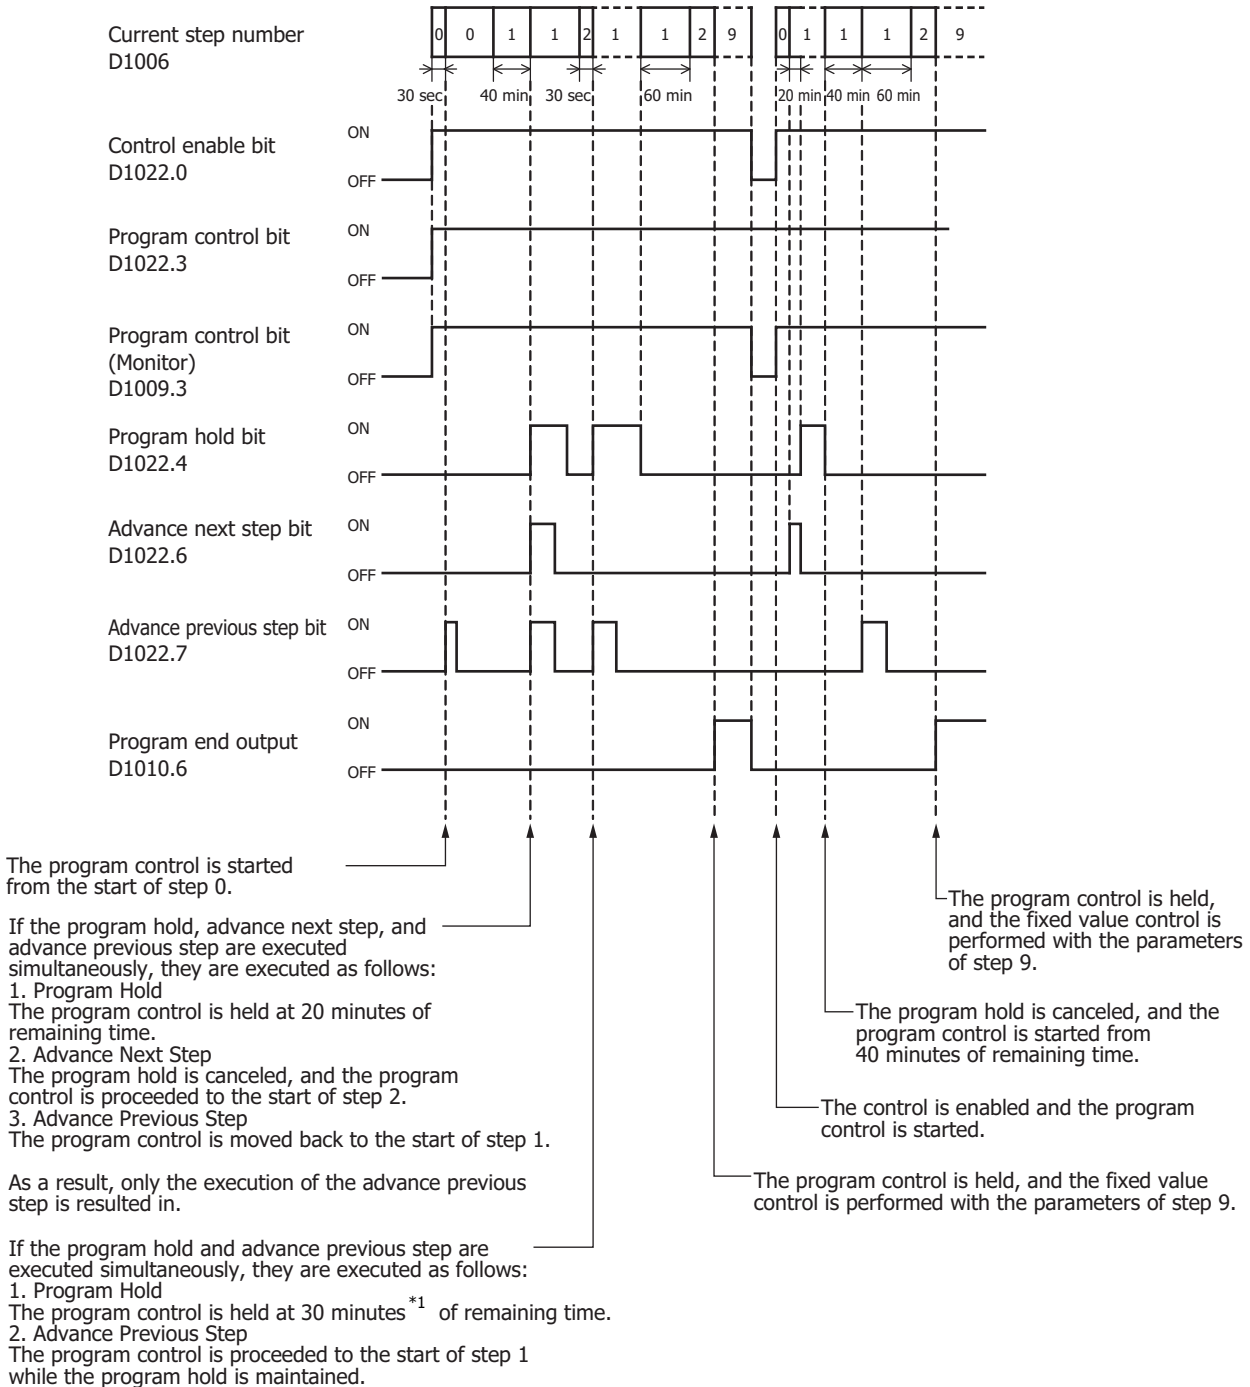 Current step number
D1006
0 0 1 1 2 1 1 2 9 0 1 1 1 2 9
30 sec 40 min 30 sec 60 min 20 min 40 min 60 min
Control enable bit
D1022.0
ON
OFF
Program control bit
D1022.3
ON
OFF
Program control bit
(Monitor)
D1009.3
ON
OFF
Program hold bit
D1022.4
ON
OFF
Advance next step bit
D1022.6
ON
OFF
Advance previous step bit
D1022.7
ON
OFF
Program end output
D1010.6
ON
OFF
The program control is started
from the start of step 0.
If the program hold, advance next step, and
advance previous step are executed
simultaneously, they are executed as follows:
1. Program Hold
The program control is held at 20 minutes of
remaining time.
2. Advance Next Step
The program hold is canceled, and the program
control is proceeded to the start of step 2.
3. Advance Previous Step
The program control is moved back to the start of step 1.
As a result, only the execution of the advance previous
step is resulted in.
If the program hold and advance previous step are
executed simultaneously, they are executed as follows:
1. Program Hold
The program control is held at 30 minutes *1 of remaining time.
2. Advance Previous Step
The program control is proceeded to the start of step 1
while the program hold is maintained.
The program control is held,
and the fixed value control is
performed with the parameters
of step 9.
The program hold is canceled, and the
program control is started from
40 minutes of remaining time.
The control is enabled and the program
control is started.
The program control is held, and the fixed value
control is performed with the parameters of step 9.